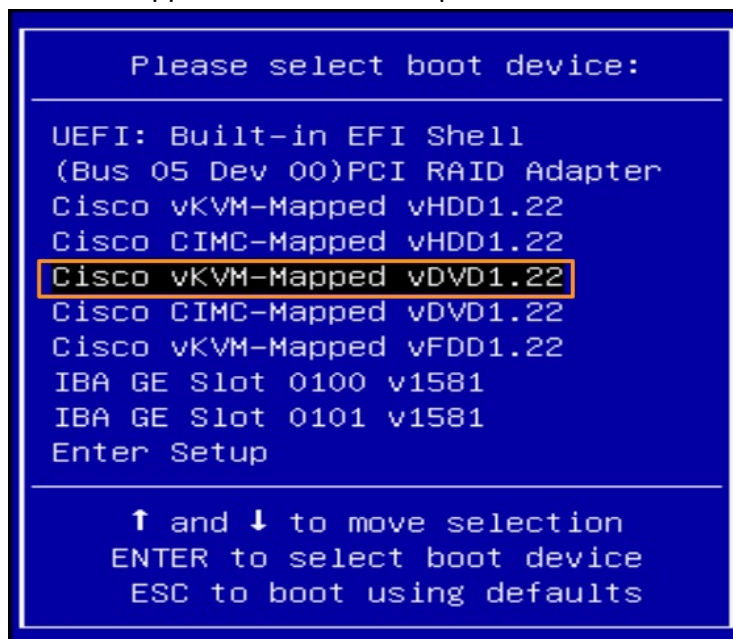 Please select boot device:
UEFI: Built-in EFI Shell
(Bus 05 Dev 00)PCI RAID Adapter
Cisco vKVM-Mapped vHDD1.22
Cisco CIMC-Mapped vHDD1.22
Cisco vKVM-Mapped vDVD1.22
Cisco CIMC-Mapped vDVD1.22
Cisco vKVM-Mapped vFDD1.22
IBA GE Slot 0100 v1581
IBA GE Slot 0101 v1581
Enter Setup
↑ and ↓ to move selection
ENTER to select boot device
ESC to boot using defaults